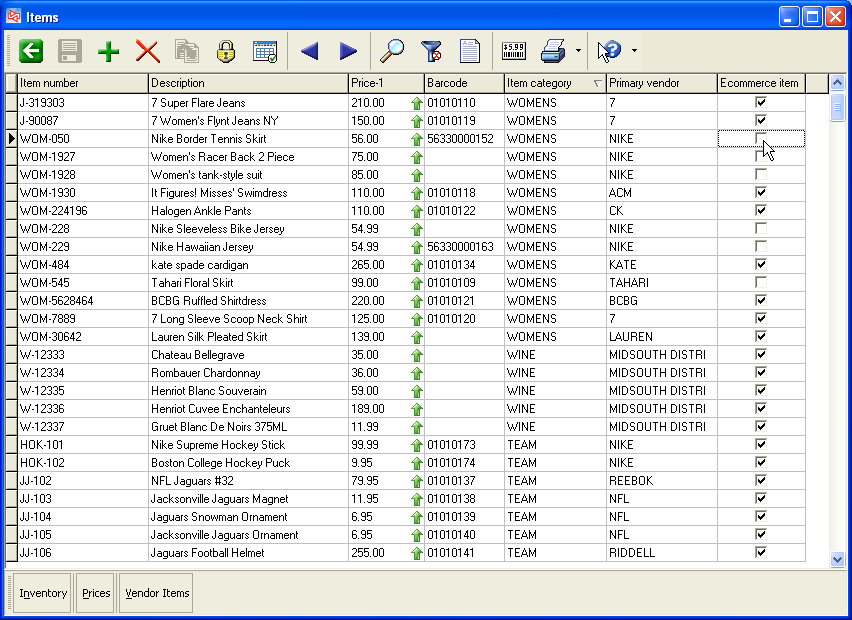 Items
$5.99
Item number Description Price-1 Barcode Item category Primary vendor Ecommerce item
J-319303 7 Super Flare Jeans 210.00 01010110 WOMENS 7
J-90087 7 Women's Flynt Jeans NY 150.00 01010119 WOMENS 7
WOM-050 Nike Border Tennis Skirt 56.00 56330000152 WOMENS NIKE
WOM-1927 Women's Racer Back 2 Piece 75.00 WOMENS NIKE
WOM-1928 Women's tank-style suit 85.00 WOMENS NIKE
WOM-1930 It Figures! Misses' Swimdress 110.00 01010118 WOMENS ACM
WOM-224196 Halogen Ankle Pants 110.00 01010122 WOMENS CK
WOM-228 Nike Sleeveless Bike Jersey 54.99 WOMENS NIKE
WOM-229 Nike Hawaiian Jersey 54.99 56330000163 WOMENS NIKE
WOM-484 kate spade cardigan 265.00 01010134 WOMENS KATE
WOM-545 Tahari Floral Skirt 99.00 01010109 WOMENS TAHARI
WOM-5628464 BCBG Ruffled Shirtdress 220.00 01010121 WOMENS BCBG
WOM-7889 7 Long Sleeve Scoop Neck Shirt 125.00 01010120 WOMENS 7
WOM-30642 Lauren Silk Pleated Skirt 139.00 WOMENS LAUREN
W-12333 Chateau Bellegrave 35.00 WINE MIDSOUTH DISTRI
W-12334 Rombauer Chardonnay 36.00 WINE MIDSOUTH DISTRI
W-12335 Henriot Blanc Souverain 59.00 WINE MIDSOUTH DISTRI
W-12336 Henriot Cuvee Enchanteleurs 189.00 WINE MIDSOUTH DISTRI
W-12337 Gruet Blanc De Noirs 375ML 11.99 WINE MIDSOUTH DISTRI
HOK-101 Nike Supreme Hockey Stick 99.99 01010173 TEAM NIKE
HOK-102 Boston College Hockey Puck 9.95 01010174 TEAM NIKE
JJ-102 NFL Jaguars #32 79.95 01010137 TEAM REEBOK
JJ-103 Jacksonville Jaguars Magnet 11.95 01010138 TEAM NFL
JJ-104 Jaguars Snowman Ornament 6.95 01010139 TEAM NFL
JJ-105 Jacksonville Jaguars Ornament 6.95 01010140 TEAM NFL
JJ-106 Jaguars Football Helmet 255.00 01010141 TEAM RIDDELL
Inventory Prices Vendor Items